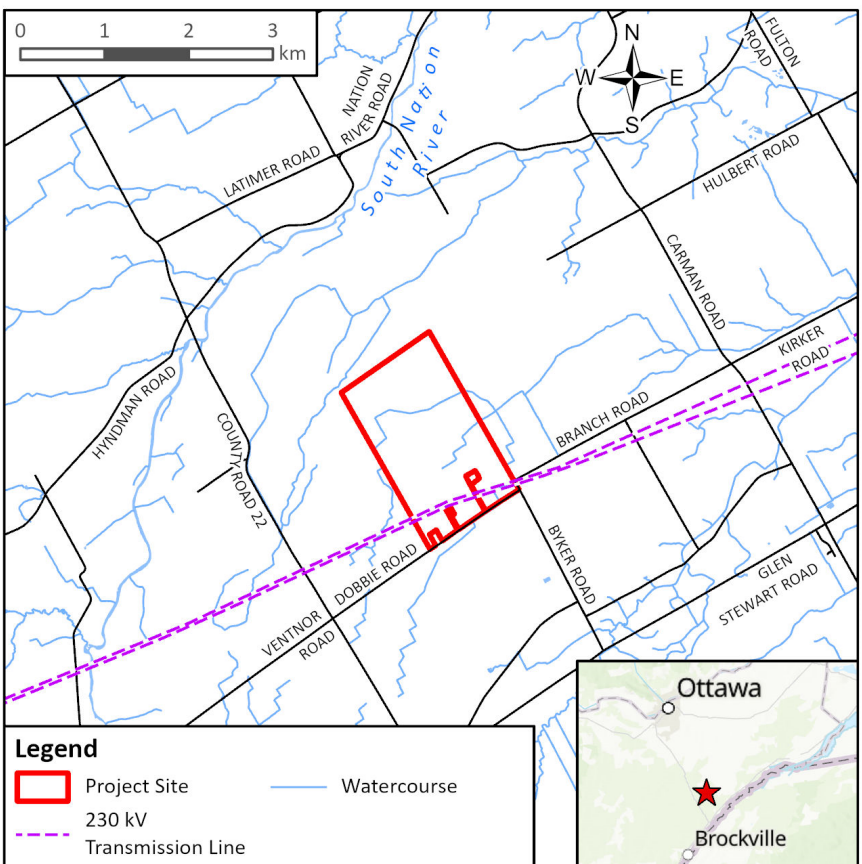 0 1 2 3
km
N
W E
S
FULTON
ROAD
NATION
RIVER ROAD
South Nation
River
LATIMER ROAD
HULBERT ROAD
CARMAN ROAD
KIRKER
ROAD
HYNDMAN ROAD
BRANCH ROAD
COUNTY ROAD 22
DOBBIE ROAD
VENTNOR
ROAD
BYKER ROAD
GLEN
STEWART ROAD
Legend
Project Site
Watercourse
230 kV
Transmission Line
Ottawa
Brockville